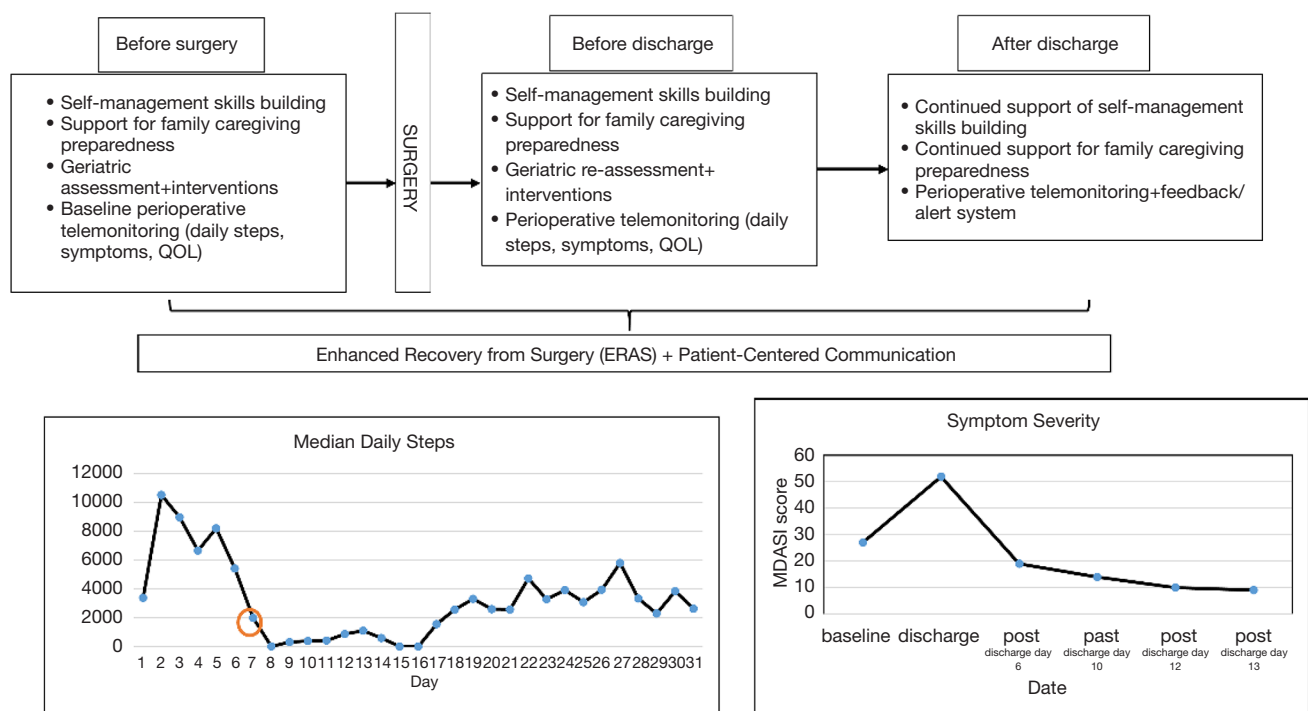 Before surgery
• Self-management skills building
• Support for family caregiving
preparedness
• Geriatric
assessment+interventions
• Baseline perioperative
telemonitoring (daily steps,
symptoms, QOL)
SURGERY
Before discharge
• Self-management skills building
• Support for family caregiving
preparedness
• Geriatric re-assessment+
interventions
• Perioperative telemonitoring (daily
steps, symptoms, QOL)
After discharge
• Continued support of self-management
skills building
• Continued support for family caregiving
preparedness
• Perioperative telemonitoring+feedback/
alert system
Enhanced Recovery from Surgery (ERAS) + Patient-Centered Communication
Median Daily Steps
12000
10000
8000
6000
4000
2000
0
1 2 3 4 5 6 7 8 9 10 11 12 13 14 15 16 17 18 19 20 21 22 23 24 25 26 27 28 29 30 31
Day
Symptom Severity
MDASI score
60
50
40
30
20
10
0
baseline discharge post past post post
discharge day discharge day discharge day discharge day
6 10 12 13
Date